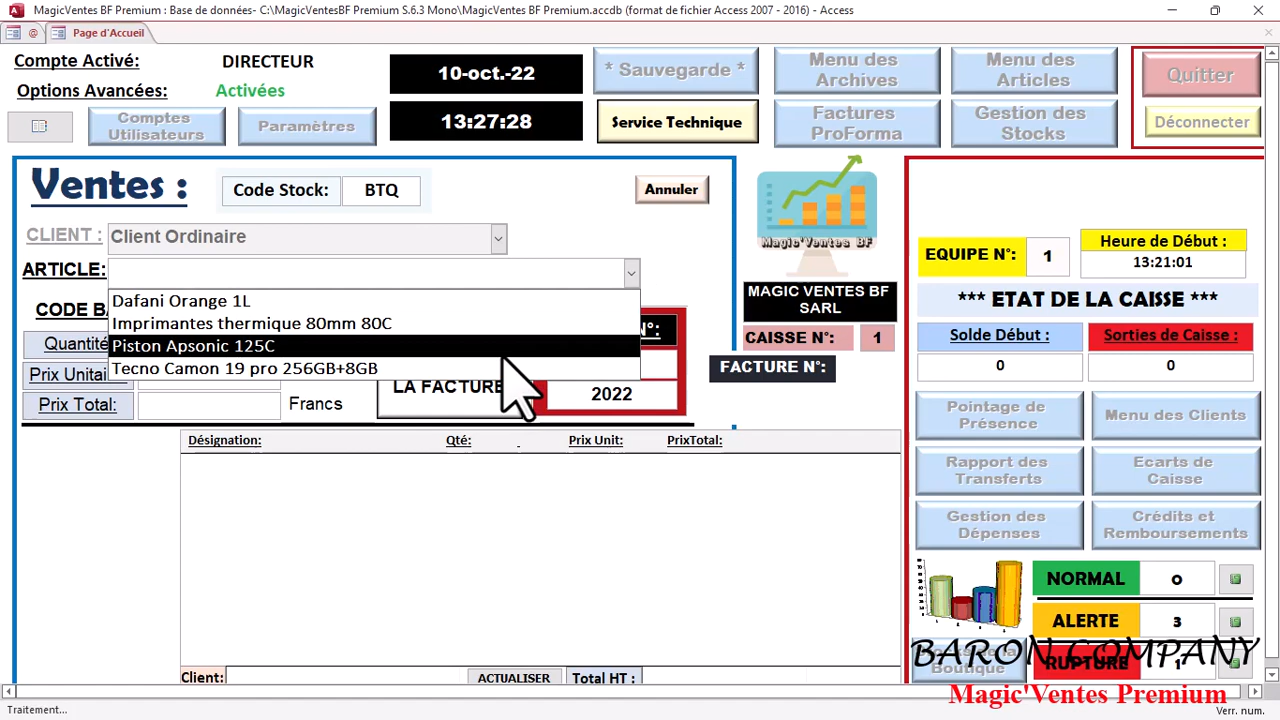 MagicVentesBF Premium : Base de données- C:\MagicVentesBF Premium S.6.3 Mono\MagicVentes BF Premium.accdb (format de fichier Access 2007 - 2016) – Access
@
Page d'Accueil
Compte Activé:
DIRECTEUR
Options Avancées:
Activées
Comptes
Utilisateurs
Paramètres
10-oct.-22
13:27:28
* Sauvegarde *
Service Technique
Menu des
Archives
Factures
ProForma
Menu des
Articles
Gestion des
Stocks
Quitter
Déconnecter
Ventes :
Code Stock:
BTQ
Annuler
CLIENT :
Client Ordinaire
ARTICLE:
Dafani Orange 1L
Imprimantes thermique 80mm 80C
Piston Apsonic 125C
Tecno Camon 19 pro 256GB+8GB
CODE BA
N°:
Quantité
Prix Unitai
LA FACTURE
2022
Prix Total:
Francs
Magic'Ventes BF
MAGIC VENTES BF
SARL
CAISSE N°:
1
FACTURE N°:
EQUIPE N°:
1
Heure de Début :
13:21:01
*** ETAT DE LA CAISSE ***
Solde Début :
Sorties de Caisse :
0
0
Pointage de
Présence
Menu des Clients
Rapport des
Transferts
Ecarts de
Caisse
Gestion des
Dépenses
Crédits et
Remboursements
Désignation:
Qté:
Prix Unit:
PrixTotal:
NORMAL
0
ALERTE
3
RUPTURE
1
Boutique
BARON COMPANY
Magic'Ventes Premium
Client:
ACTUALISER
Total HT :
Traitement...
Verr. num.